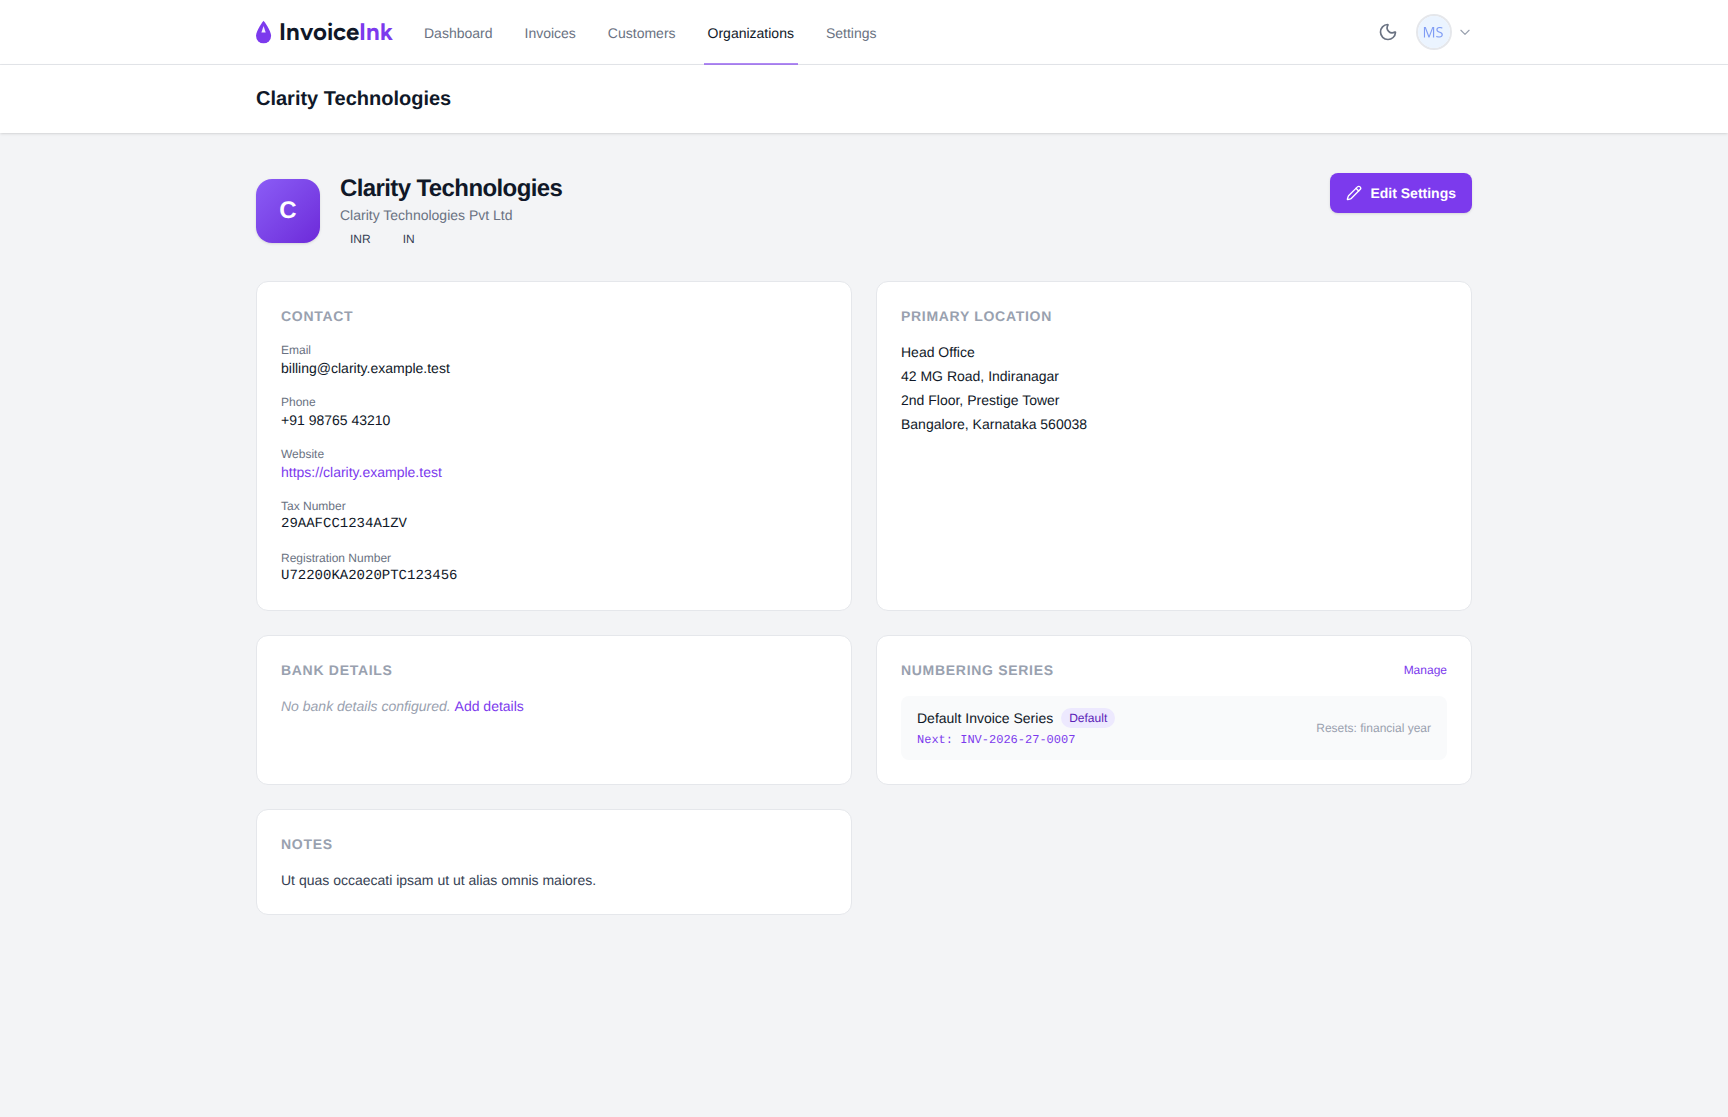 InvoiceInk
Dashboard
Invoices
Customers
Organizations
Settings
MS
Clarity Technologies
C
Clarity Technologies
Clarity Technologies Pvt Ltd
INR
IN
Edit Settings
CONTACT
Email
billing@clarity.example.test
Phone
+91 98765 43210
Website
https://clarity.example.test
Tax Number
29AAFCC1234A1ZV
Registration Number
U72200KA2020PTC123456
PRIMARY LOCATION
Head Office
42 MG Road, Indiranagar
2nd Floor, Prestige Tower
Bangalore, Karnataka 560038
BANK DETAILS
No bank details configured. Add details
NUMBERING SERIES
Manage
Default Invoice Series
Default
Next: INV-2026-27-0007
Resets: financial year
NOTES
Ut quas occaecati ipsam ut ut alias omnis maiores.